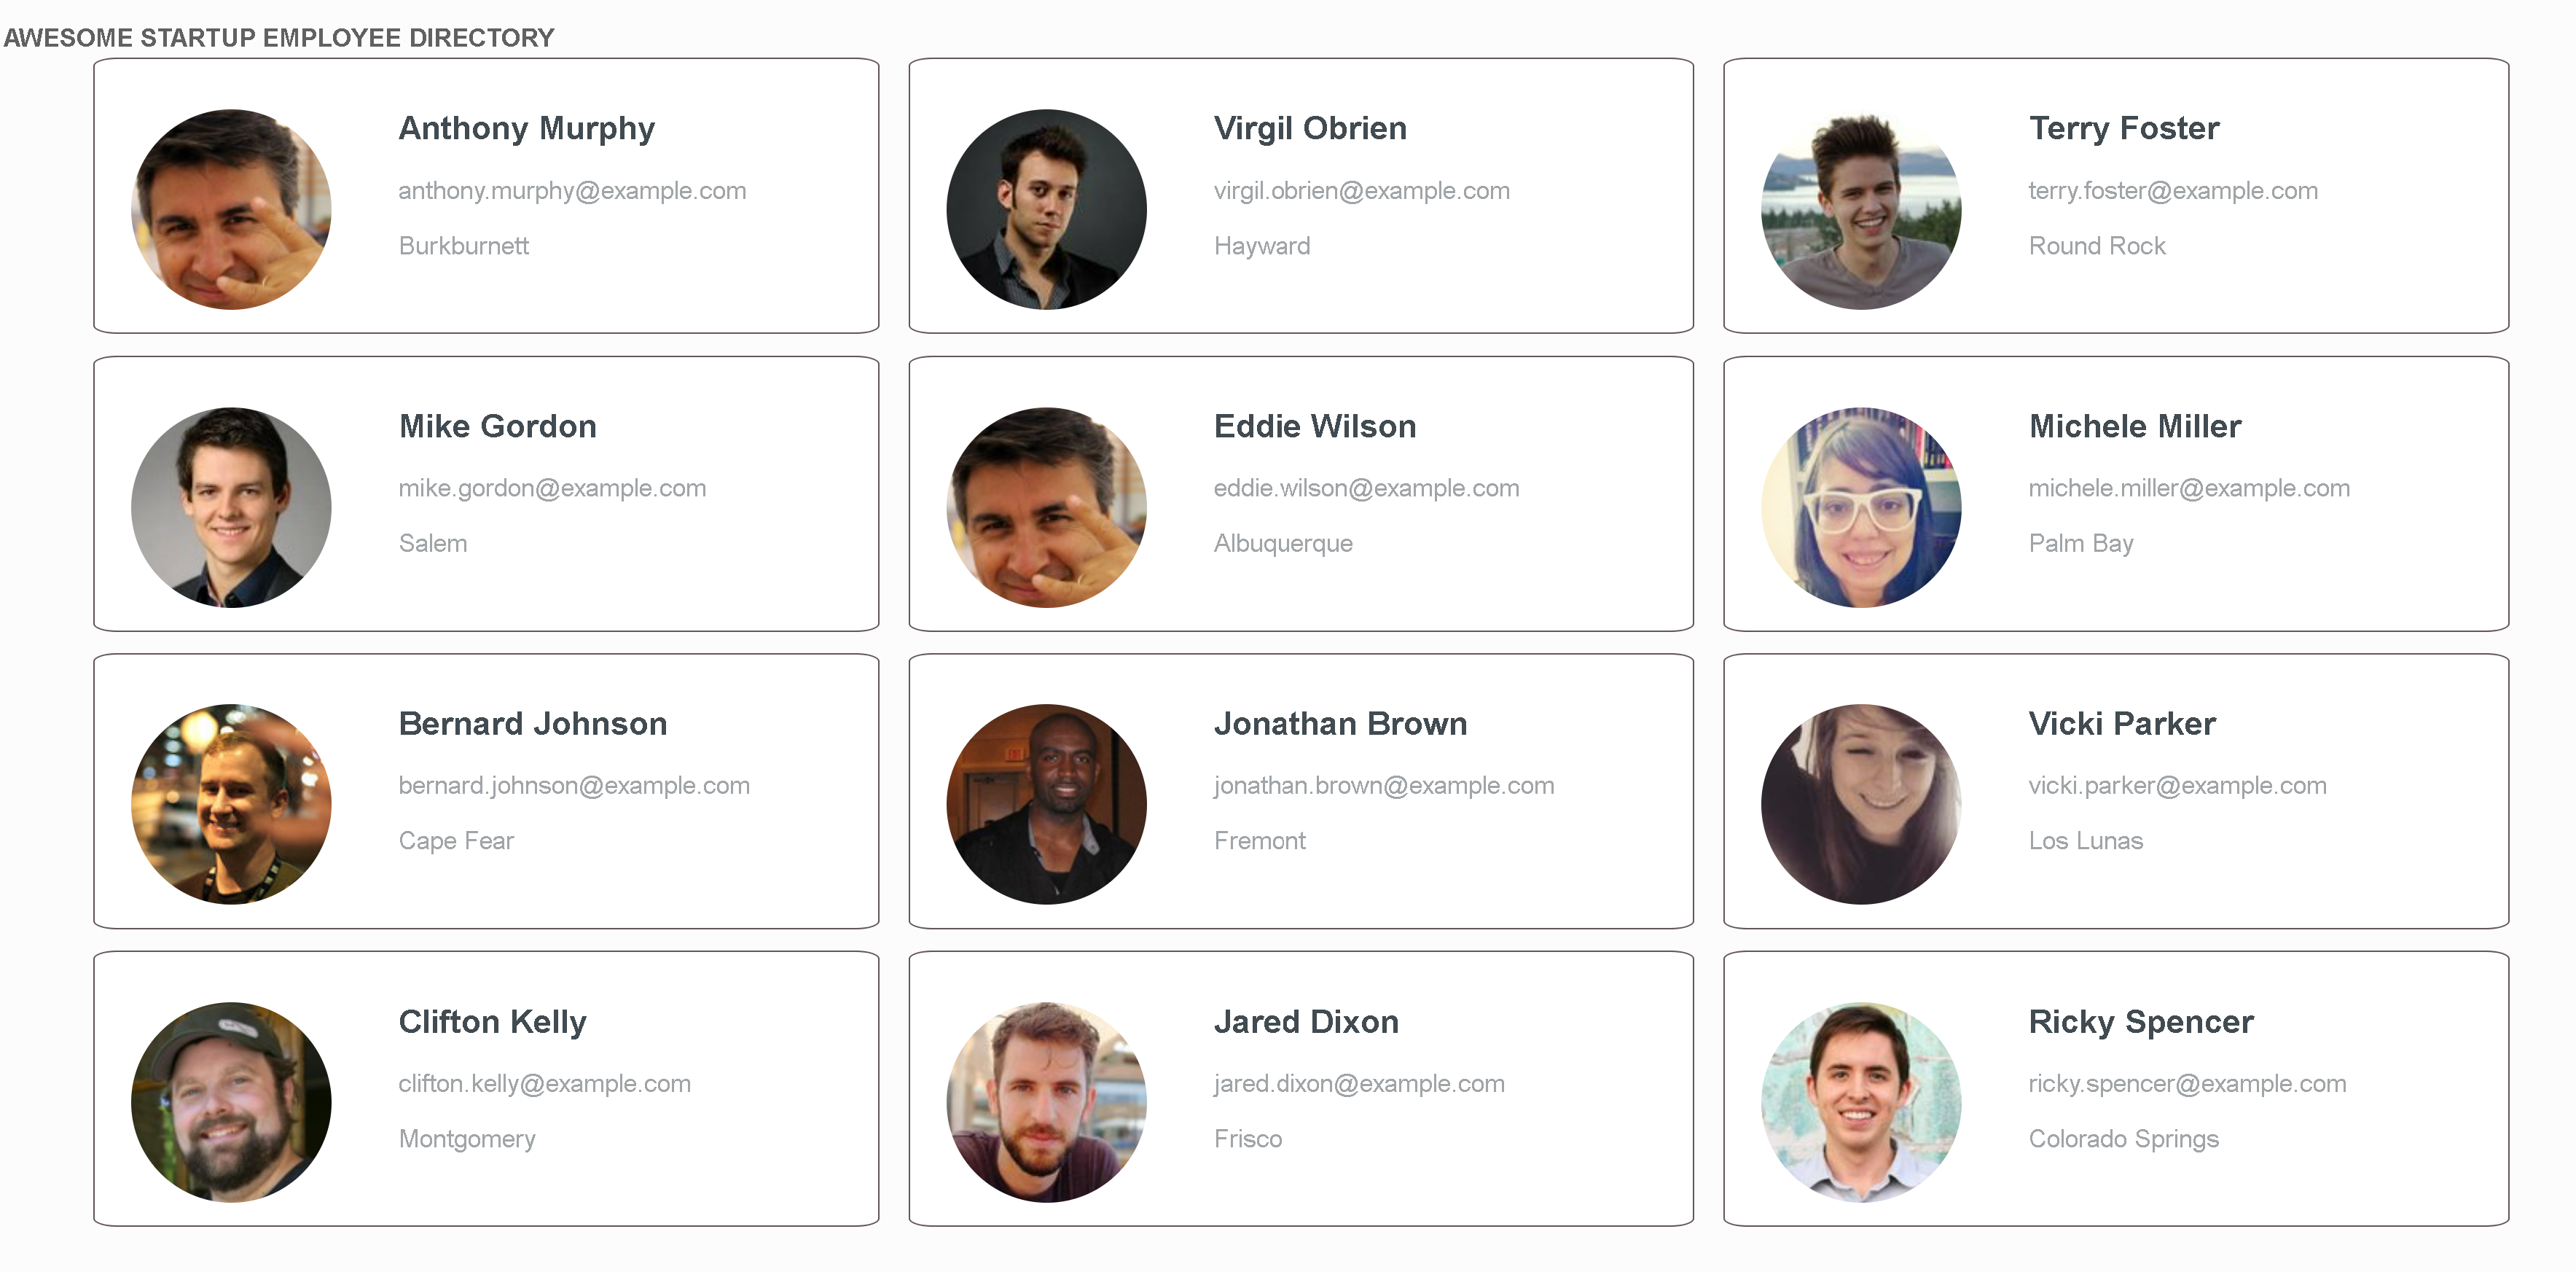 AWESOME STARTUP EMPLOYEE DIRECTORY
Anthony Murphy
anthony.murphy@example.com
Burkburnett
Virgil Obrien
virgil.obrien@example.com
Hayward
Terry Foster
terry.foster@example.com
Round Rock
Mike Gordon
mike.gordon@example.com
Salem
Eddie Wilson
eddie.wilson@example.com
Albuquerque
Michele Miller
michele.miller@example.com
Palm Bay
Bernard Johnson
bernard.johnson@example.com
Cape Fear
Jonathan Brown
jonathan.brown@example.com
Fremont
Vicki Parker
vicki.parker@example.com
Los Lunas
Clifton Kelly
clifton.kelly@example.com
Montgomery
Jared Dixon
jared.dixon@example.com
Frisco
Ricky Spencer
ricky.spencer@example.com
Colorado Springs